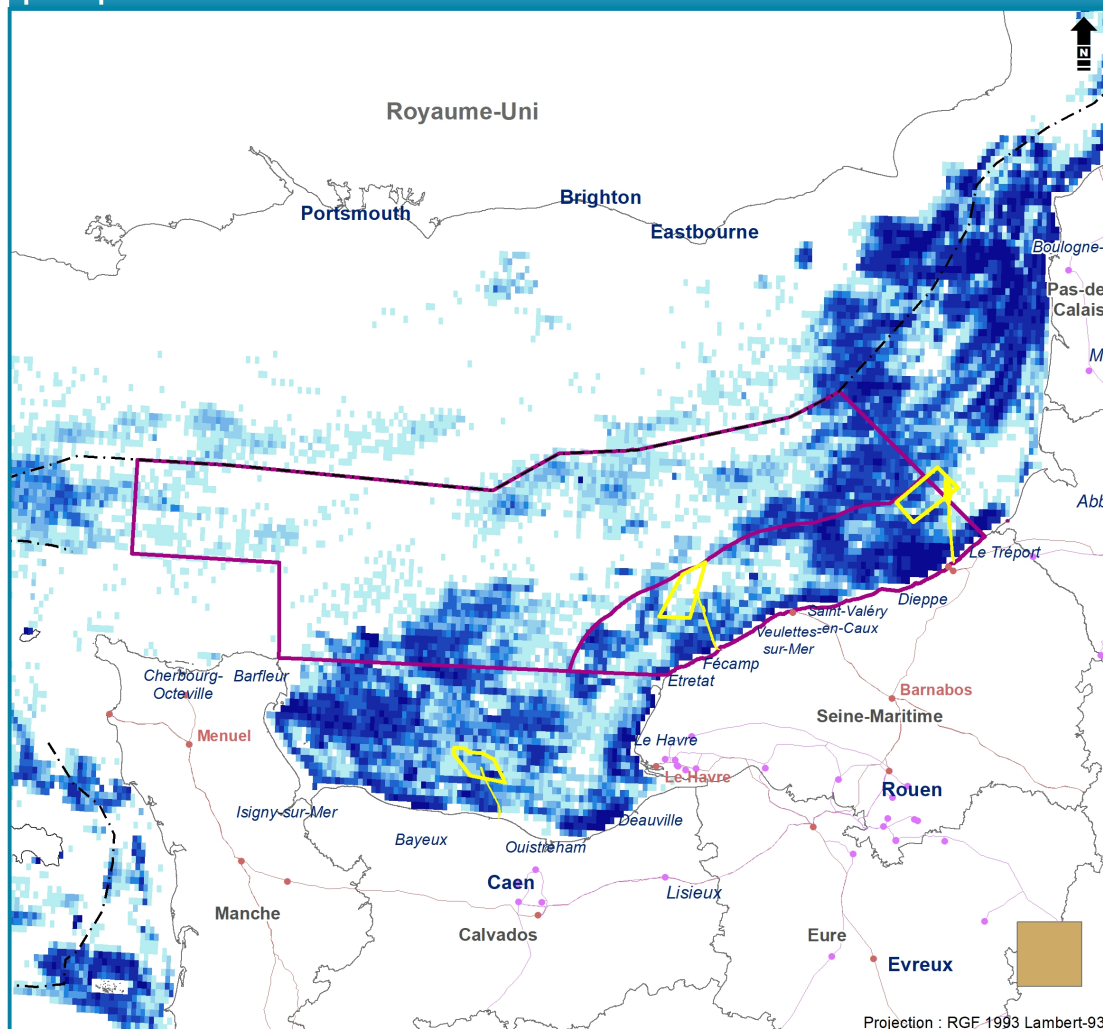 N
Royaume-Uni
Portsmouth
Brighton
Eastbourne
Boulogne-
Pas-de
Calais
M
Abb
Le Tréport
Dieppe
Saint-Valéry
-en-Caux
Veulettes-
sur-Mer
Fécamp
Etretat
Cherbourg-
Octeville
Barfleur
Menuel
Barnabos
Seine-Maritime
Le Havre
Le Havre
Rouen
Isigny-sur-Mer
Deauville
Bayeux
Ouistreham
Caen
Lisieux
Manche
Calvados
Eure
Evreux
Projection : RGF 1993 Lambert-93